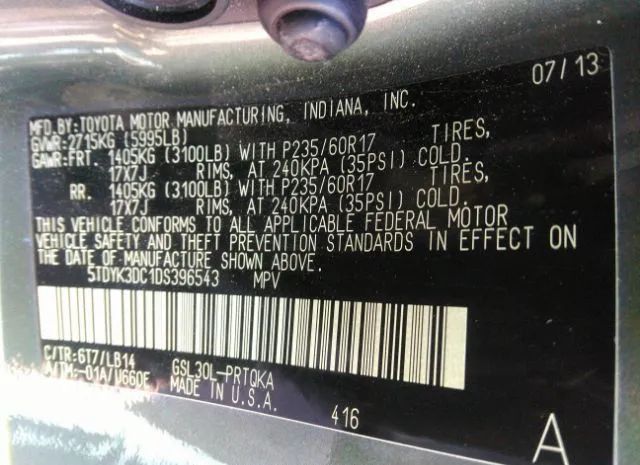 07/13
MFD.BY:TOYOTA MOTOR MANUFACTURING, INDIANA, INC.
GVWR:2715KG (5995LB)
GAWR:FRT. 1405KG (3100LB) WITH P235/60R17 TIRES,
17X7J RIMS, AT 240KPA (35PSI) COLD.
RR. 1405KG (3100LB) WITH P235/60R17 TIRES,
17X7J RIMS, AT 240KPA (35PSI) COLD.
THIS VEHICLE CONFORMS TO ALL APPLICABLE FEDERAL MOTOR
VEHICLE SAFETY AND THEFT PREVENTION STANDARDS IN EFFECT ON
THE DATE OF MANUFACTURE SHOWN ABOVE.
5TDYK3DC1DS396543 MPV
C/TR:6T7/LB14 GSL30L-PRTQKA
A/TM:-01A/U660E MADE IN U.S.A.
416
A